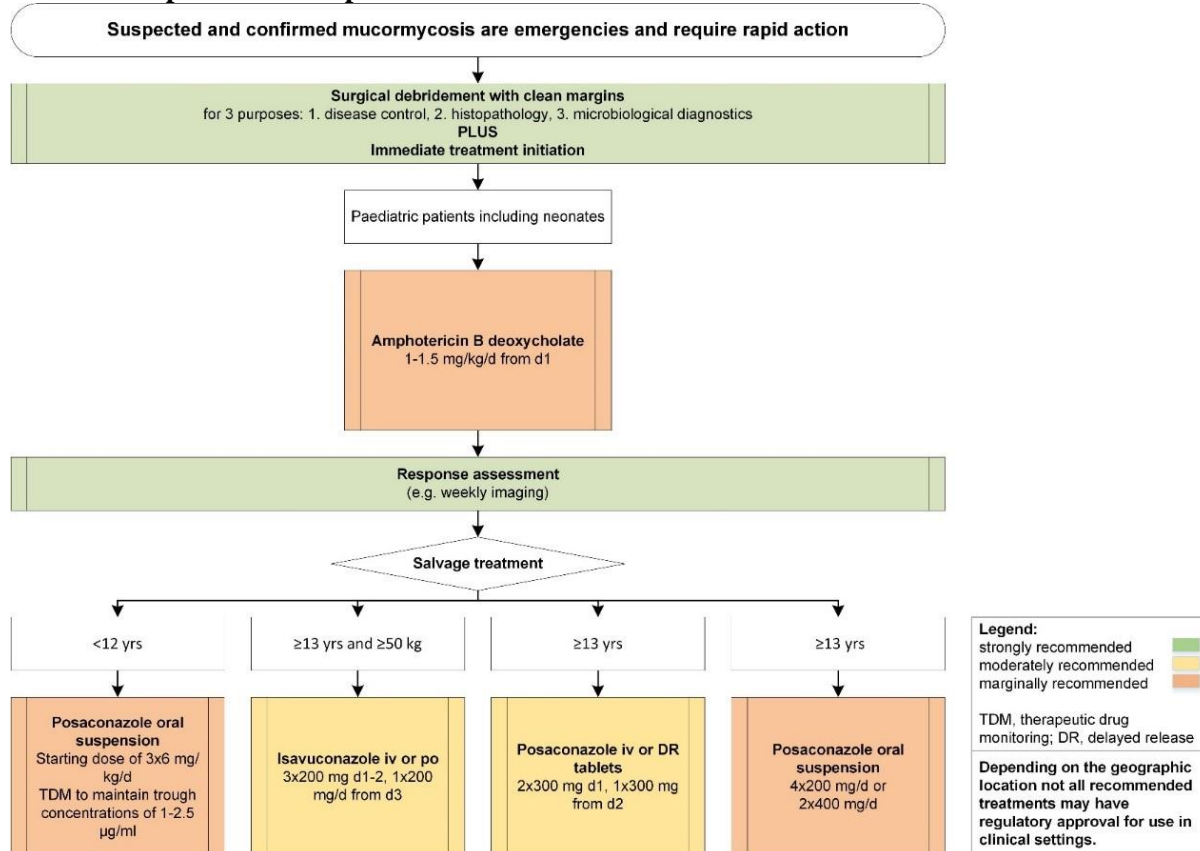 Suspected and confirmed mucormycosis are emergencies and require rapid action
Surgical debridement with clean margins
for 3 purposes: 1. disease control, 2. histopathology, 3. microbiological diagnostics
PLUS
Immediate treatment initiation
Paediatric patients including neonates
Amphotericin B deoxycholate
1-1.5 mg/kg/d from d1
Response assessment
(e.g. weekly imaging)
Salvage treatment
<12 yrs
≥13 yrs and ≥50 kg
≥13 yrs
≥13 yrs
Posaconazole oral
suspension
Starting dose of 3x6 mg/
kg/d
TDM to maintain trough
concentrations of 1-2.5
µg/ml
Isavuconazole iv or po
3x200 mg d1-2, 1x200
mg/d from d3
Posaconazole iv or DR
tablets
2x300 mg d1, 1x300 mg
from d2
Posaconazole oral
suspension
4x200 mg/d or
2x400 mg/d
Legend:
strongly recommended
moderately recommended
marginally recommended
TDM, therapeutic drug
monitoring; DR, delayed release
Depending on the geographic
location not all recommended
treatments may have
regulatory approval for use in
clinical settings.